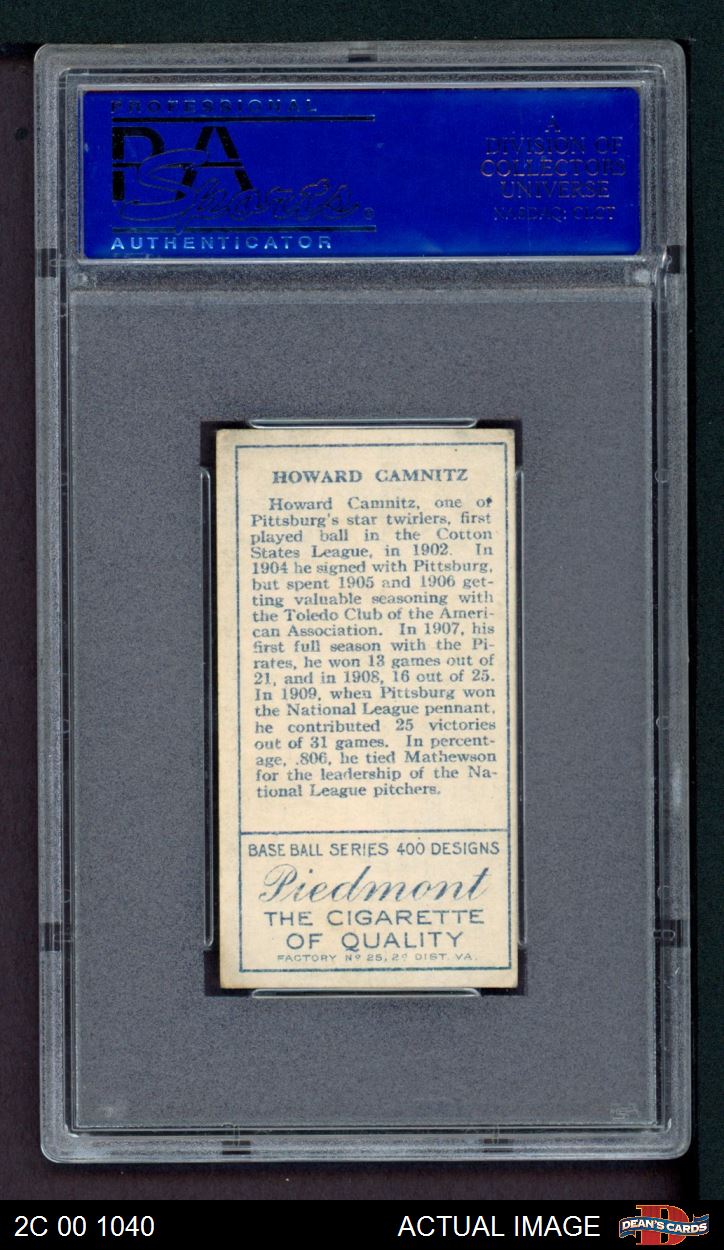 PROFESSIONAL
PSA
Sports
AUTHENTICATOR
A
DIVISION OF
COLLECTORS
UNIVERSE
NASDAQ: CLCT
HOWARD CAMNITZ
Howard Camnitz, one of
Pittsburg's star twirlers, first
played ball in the Cotton
States League, in 1902. In
1904 he signed with Pittsburg,
but spent 1905 and 1906 get-
ting valuable seasoning with
the Toledo Club of the Ameri-
can Association. In 1907, his
first full season with the Pi-
rates, he won 13 games out of
21, and in 1908, 16 out of 25.
In 1909, when Pittsburg won
the National League pennant,
he contributed 25 victories
out of 31 games. In percent-
age, .806, he tied Mathewson
for the leadership of the Na-
tional League pitchers.
BASE BALL SERIES 400 DESIGNS
Piedmont
THE CIGARETTE
OF QUALITY
FACTORY Nº 25, 2º DIST. VA.
2C 00 1040
ACTUAL IMAGE
DEAN'S CARDS